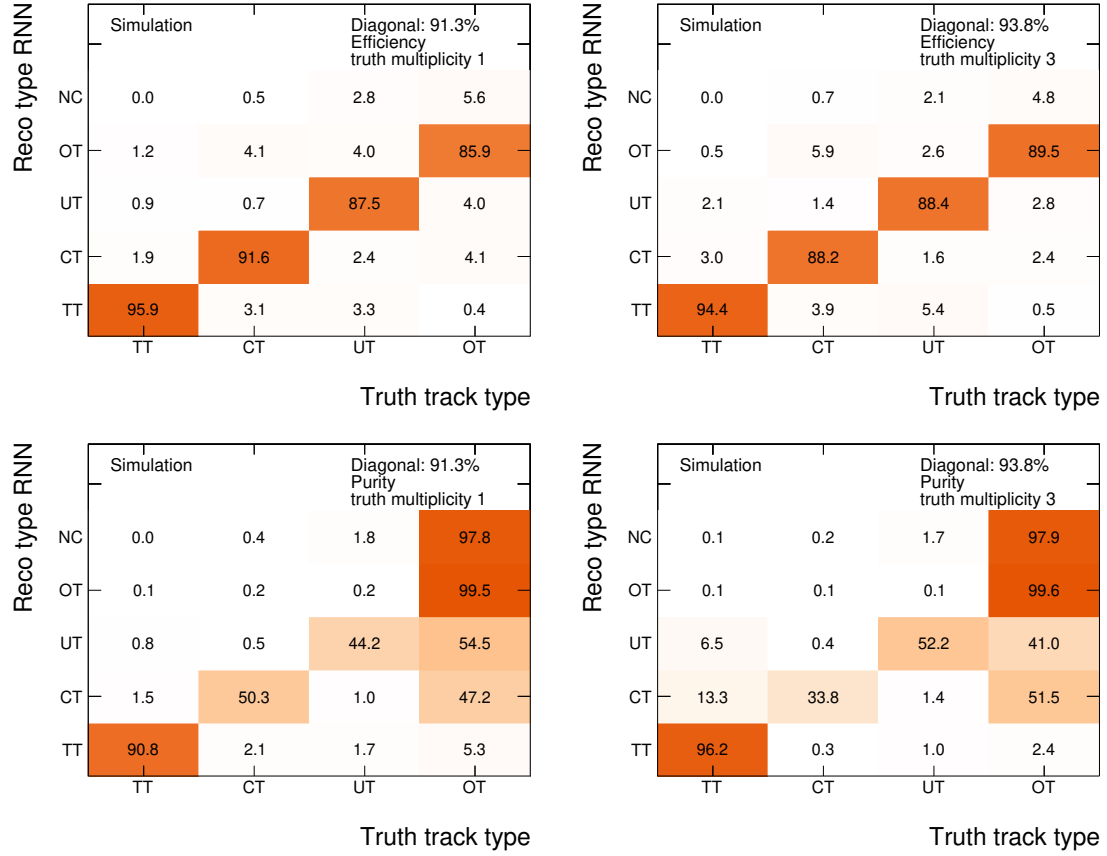 Simulation Diagonal: 91.3%
Efficiency
truth multiplicity 1
Reco type RNN
NC 0.0 0.5 2.8 5.6
OT 1.2 4.1 4.0 85.9
UT 0.9 0.7 87.5 4.0
CT 1.9 91.6 2.4 4.1
TT 95.9 3.1 3.3 0.4
TT CT UT OT
Truth track type
Simulation Diagonal: 93.8%
Efficiency
truth multiplicity 3
Reco type RNN
NC 0.0 0.7 2.1 4.8
OT 0.5 5.9 2.6 89.5
UT 2.1 1.4 88.4 2.8
CT 3.0 88.2 1.6 2.4
TT 94.4 3.9 5.4 0.5
TT CT UT OT
Truth track type
Simulation Diagonal: 91.3%
Purity
truth multiplicity 1
Reco type RNN
NC 0.0 0.4 1.8 97.8
OT 0.1 0.2 0.2 99.5
UT 0.8 0.5 44.2 54.5
CT 1.5 50.3 1.0 47.2
TT 90.8 2.1 1.7 5.3
TT CT UT OT
Truth track type
Simulation Diagonal: 93.8%
Purity
truth multiplicity 3
Reco type RNN
NC 0.1 0.2 1.7 97.9
OT 0.1 0.1 0.1 99.6
UT 6.5 0.4 52.2 41.0
CT 13.3 33.8 1.4 51.5
TT 96.2 0.3 1.0 2.4
TT CT UT OT
Truth track type